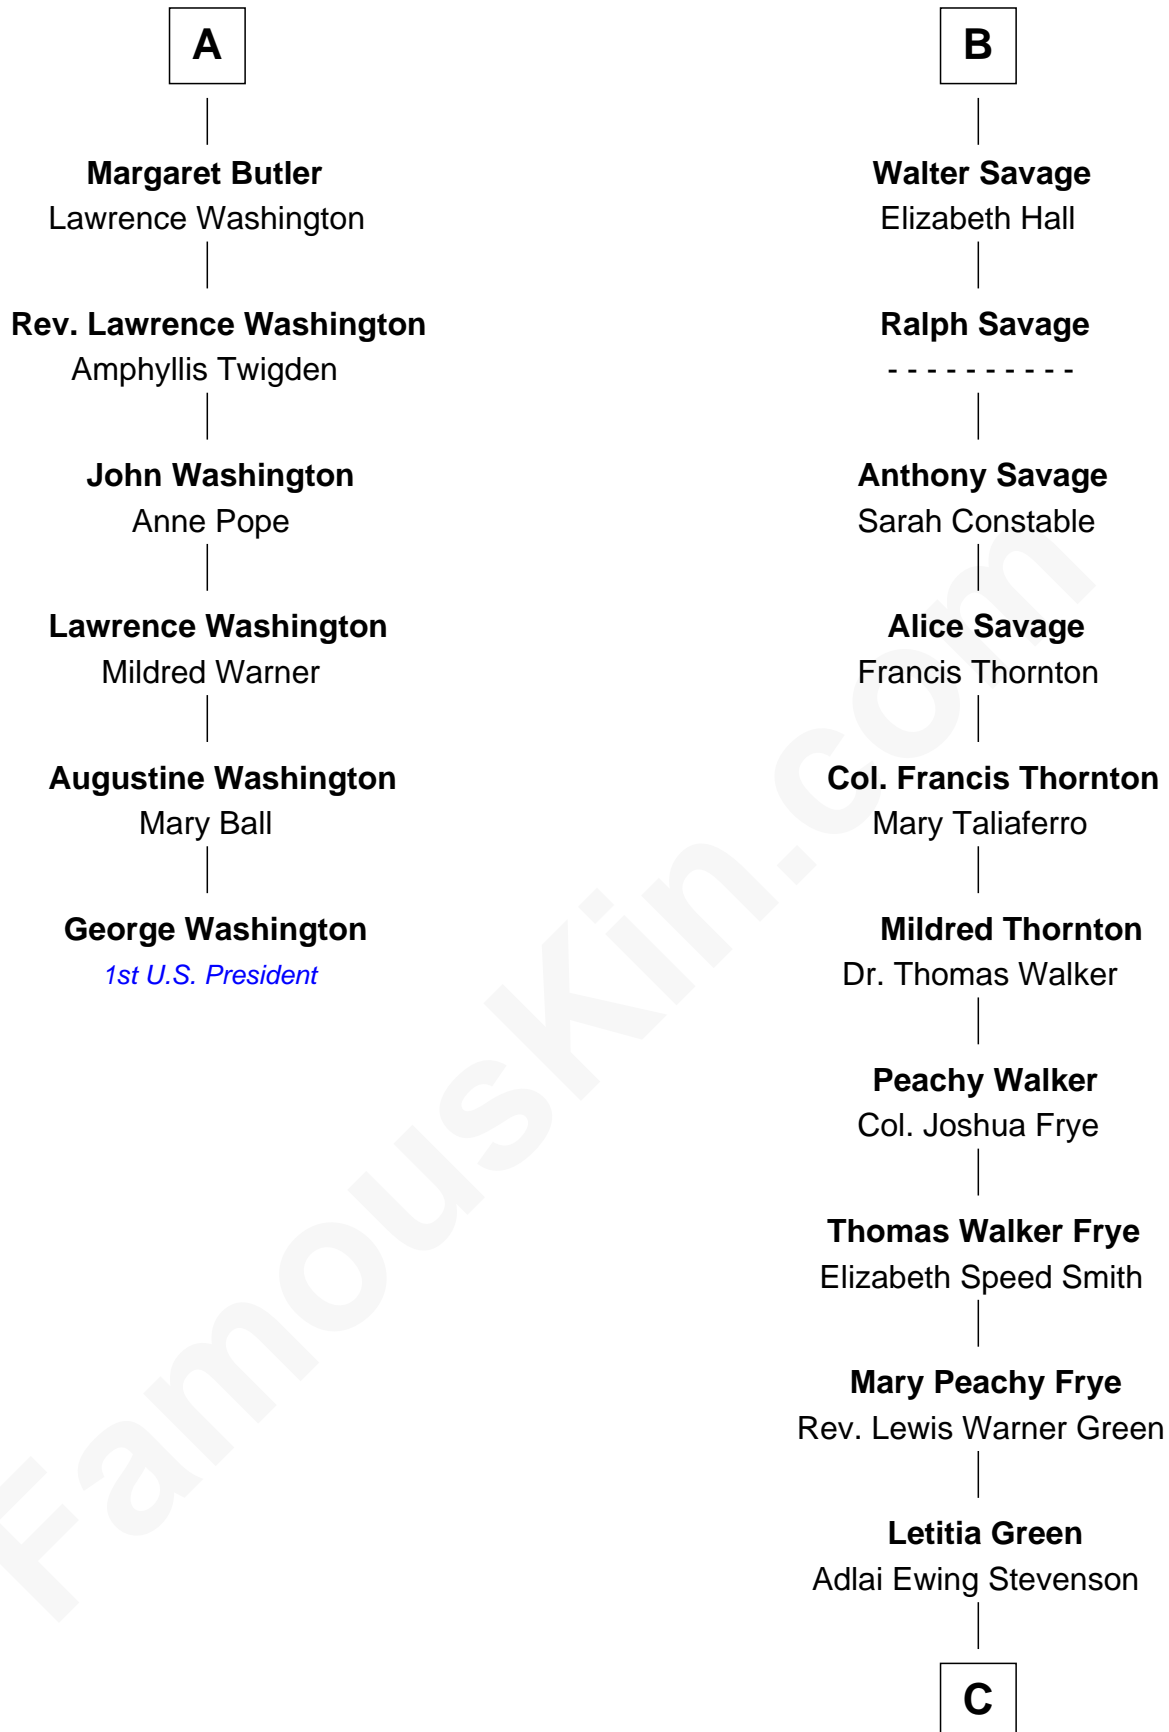 A
Margaret Butler
Lawrence Washington
Rev. Lawrence Washington
Amphyllis Twigden
John Washington
Anne Pope
Lawrence Washington
Mildred Warner
Augustine Washington
Mary Ball
George Washington
1st U.S. President
B
Walter Savage
Elizabeth Hall
Ralph Savage
- - - - - - - - - -
Anthony Savage
Sarah Constable
Alice Savage
Francis Thornton
Col. Francis Thornton
Mary Taliaferro
Mildred Thornton
Dr. Thomas Walker
Peachy Walker
Col. Joshua Frye
Thomas Walker Frye
Elizabeth Speed Smith
Mary Peachy Frye
Rev. Lewis Warner Green
Letitia Green
Adlai Ewing Stevenson
C
FamousKin.com